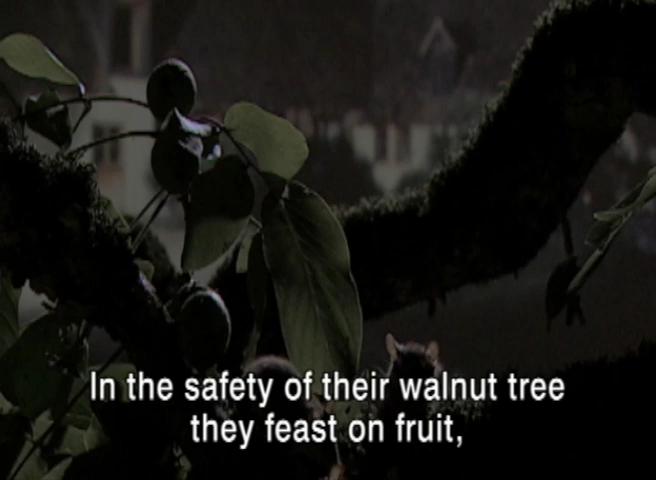 In the safety of their walnut tree
they feast on fruit,